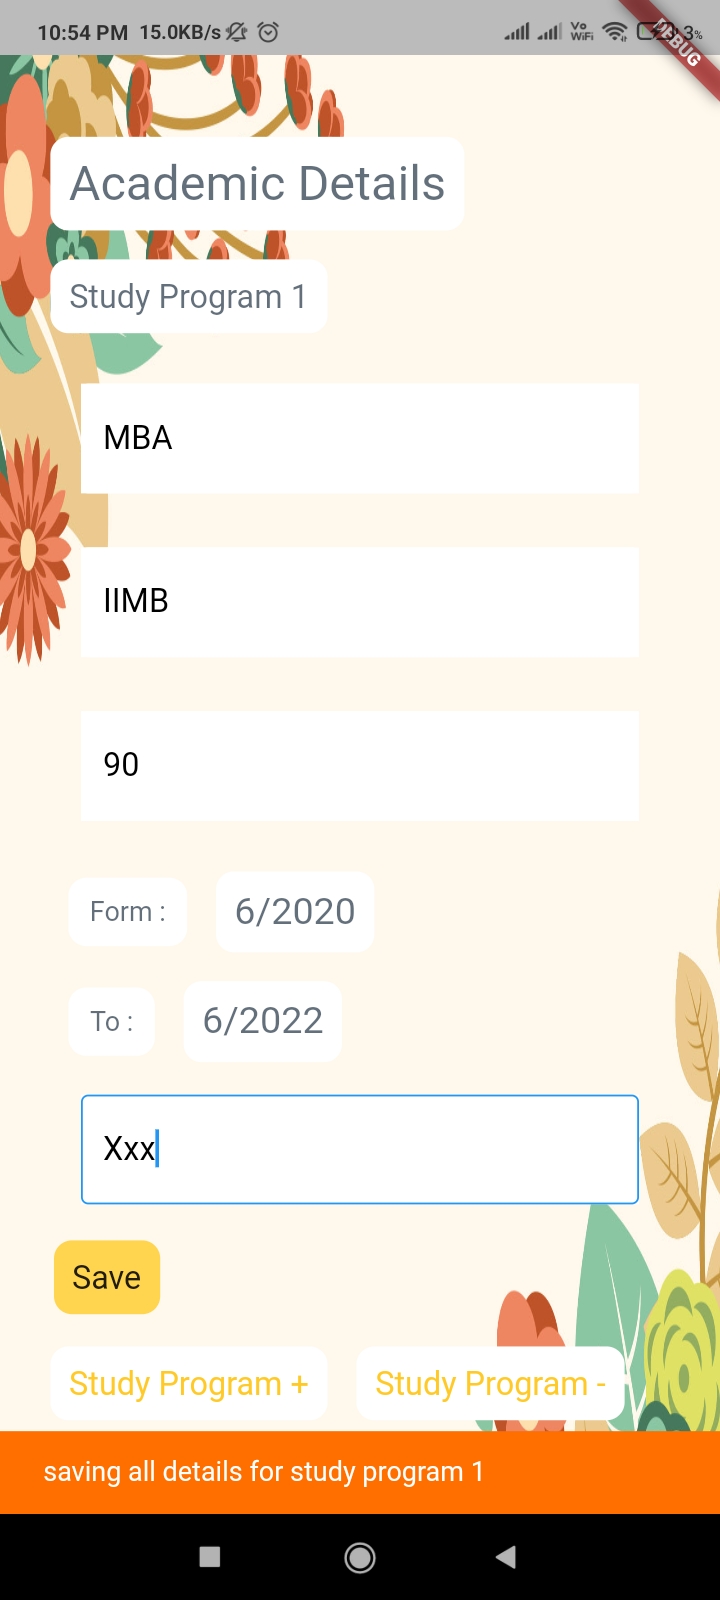 10:54 PM 15.0KB/s Vo WiFi 3%
DEBUG
Academic Details
Study Program 1
MBA
IIMB
90
Form : 6/2020
To : 6/2022
Xxx
Save
Study Program + Study Program -
saving all details for study program 1